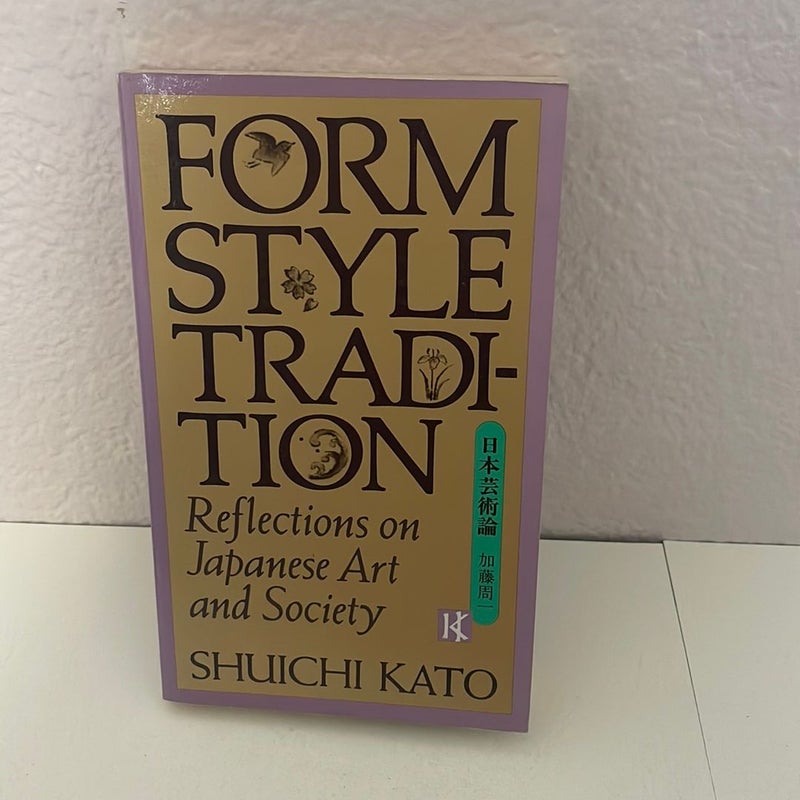 FORM
STYLE
TRADI-
TION
Reflections on
Japanese Art
and Society
日本芸術論 加藤周一
K
SHUICHI KATO